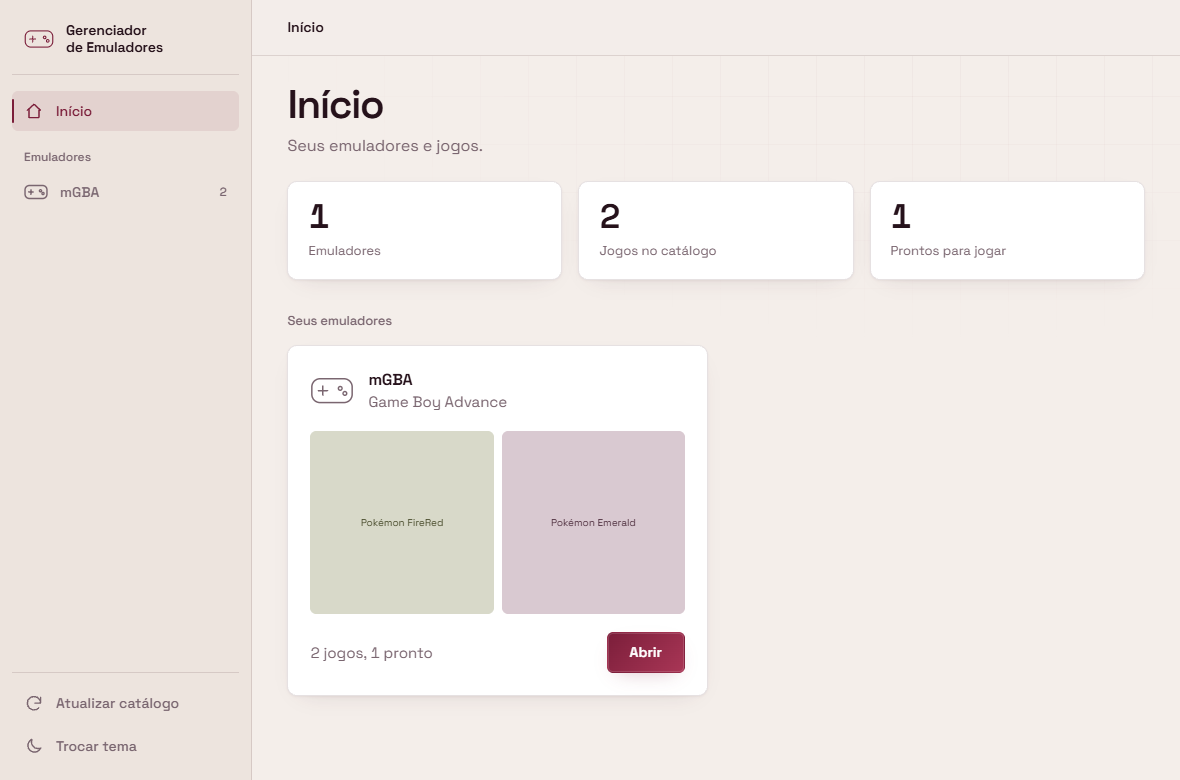 Gerenciador
de Emuladores
Início
Emuladores
mGBA 2
Atualizar catálogo
Trocar tema
Início
Início
Seus emuladores e jogos.
1
Emuladores
2
Jogos no catálogo
1
Prontos para jogar
Seus emuladores
mGBA
Game Boy Advance
Pokémon FireRed
Pokémon Emerald
2 jogos, 1 pronto
Abrir